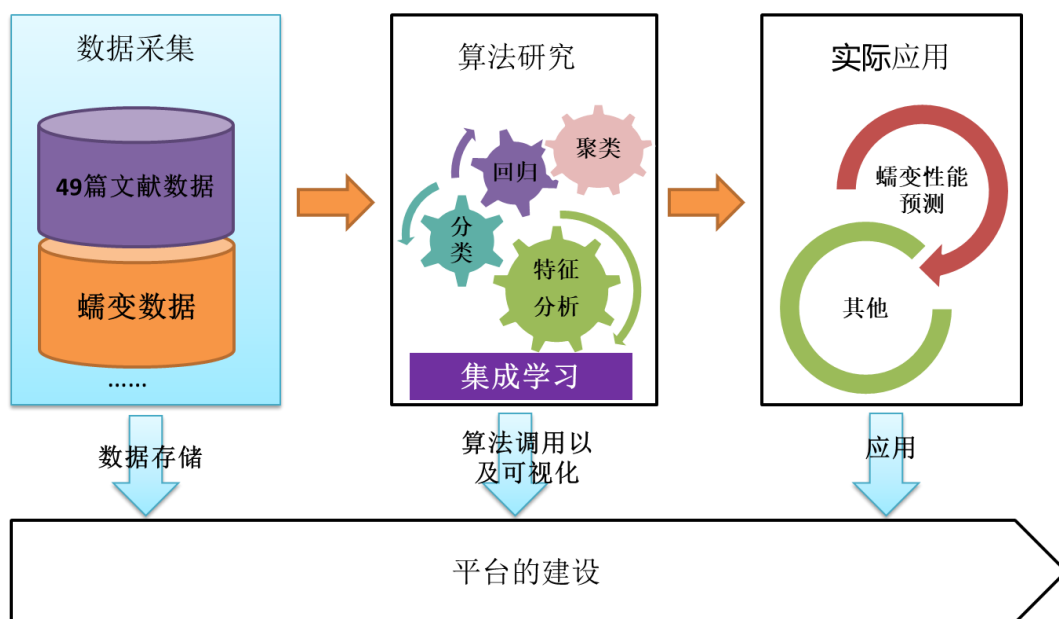 数据采集
49篇文献数据
蠕变数据
......
数据存储
算法研究
回归
聚类
分
类
特征
分析
集成学习
算法调用以
及可视化
实际应用
蠕变性能
预测
其他
应用
平台的建设